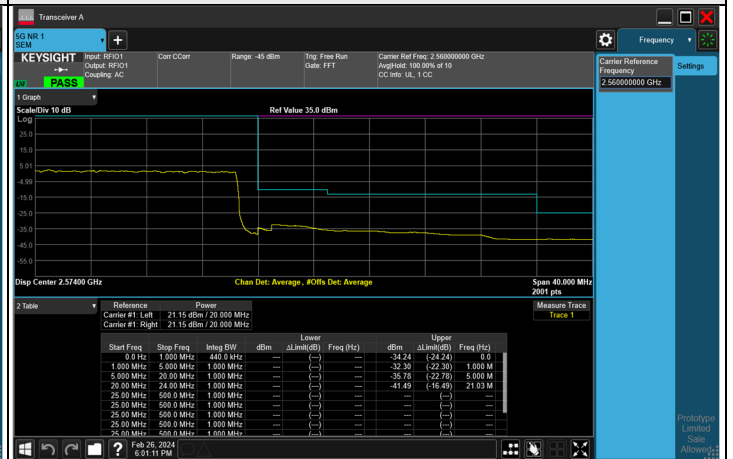 Transceiver A
5G NR 1
SEM
Frequency
KEYSIGHT
Input: RFIO1
Output: RFIO1
Coupling: AC
Corr CCorr
Range: -45 dBm
Trig: Free Run
Gate: FFT
Carrier Ref Freq: 2.560000000 GHz
Avg|Hold: 100.00% of 10
CC Info: UL, 1 CC
LXI
PASS
Carrier Reference
Frequency
2.560000000 GHz
Settings
1 Graph
Scale/Div 10 dB
Ref Value 35.0 dBm
Log
25.0
15.0
5.01
-4.99
-15.0
-25.0
-35.0
-45.0
-55.0
Disp Center 2.57400 GHz
Chan Det: Average, #Offs Det: Average
Span 40.000 MHz
2001 pts
2 Table
Reference Power
Carrier #1: Left 21.15 dBm / 20.000 MHz
Carrier #1: Right 21.15 dBm / 20.000 MHz
Measure Trace
Trace 1
Lower Upper
Start Freq Stop Freq Integ BW dBm ΔLimit(dB) Freq (Hz) dBm ΔLimit(dB) Freq (Hz)
0.0 Hz 1.000 MHz 440.0 kHz --- (---) --- -34.24 (-24.24) 0.0
1.000 MHz 5.000 MHz 1.000 MHz --- (---) --- -32.30 (-22.30) 1.000 M
5.000 MHz 20.00 MHz 1.000 MHz --- (---) --- -35.78 (-22.78) 5.000 M
20.00 MHz 24.00 MHz 1.000 MHz --- (---) --- -41.49 (-16.49) 21.03 M
25.00 MHz 500.0 MHz 1.000 MHz --- (---) --- --- (---) ---
25.00 MHz 500.0 MHz 1.000 MHz --- (---) --- --- (---) ---
25.00 MHz 500.0 MHz 1.000 MHz --- (---) --- --- (---) ---
25.00 MHz 500.0 MHz 1.000 MHz --- (---) --- --- (---) ---
25.00 MHz 500.0 MHz 1.000 MHz --- (---) --- --- (---) ---
Feb 26, 2024
6:01:11 PM
Prototype
Limited
Sale
Allowed